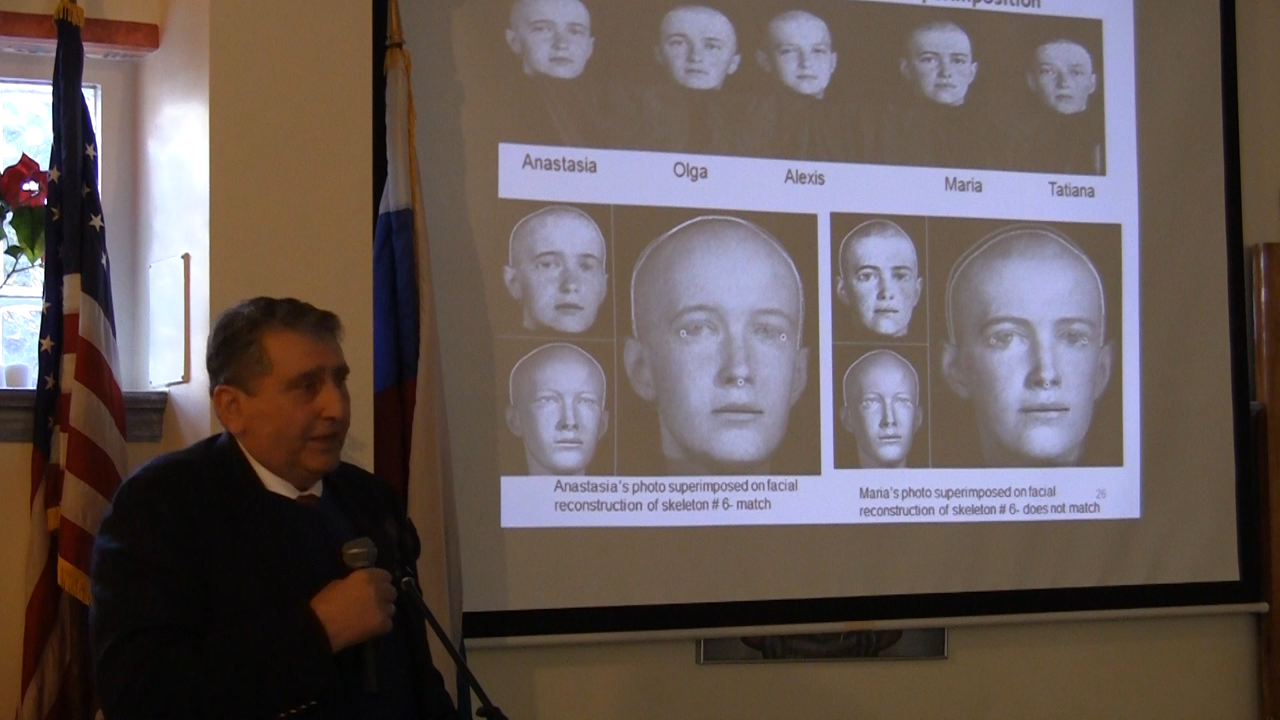 Anastasia Olga Alexis Maria Tatiana
Anastasia's photo superimposed on facial
reconstruction of skeleton # 6- match
Maria's photo superimposed on facial
reconstruction of skeleton # 6- does not match
26